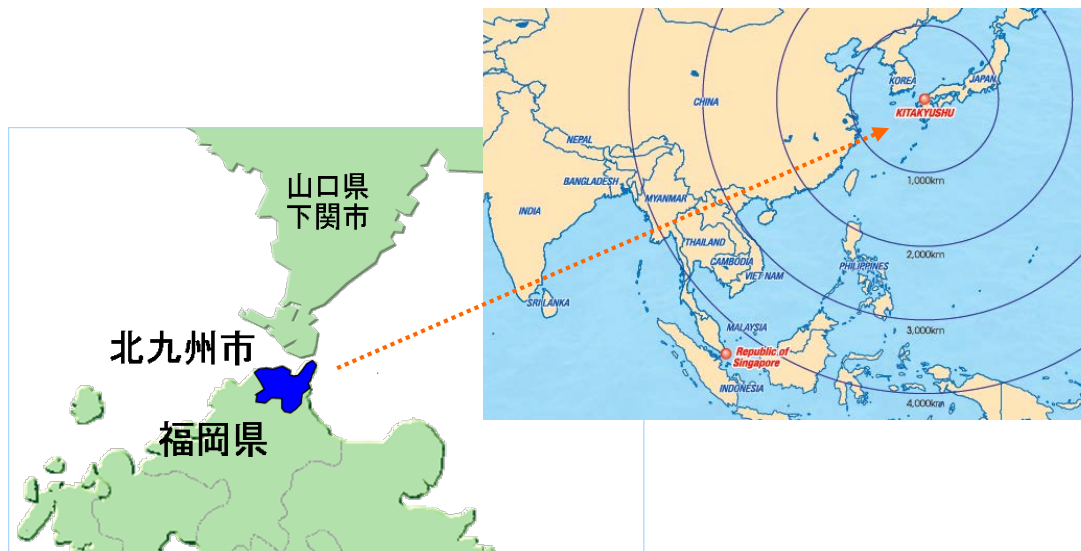 山口県
下関市
北九州市
福岡県
KOREA
JAPAN
KITAKYUSHU
CHINA
NEPAL
BANGLADESH
MYANMAR
INDIA
THAILAND
CAMBODIA
VIET NAM
PHILIPPINES
SRI LANKA
MALAYSIA
Republic of
Singapore
INDONESIA
1,000km
2,000km
3,000km
4,000km